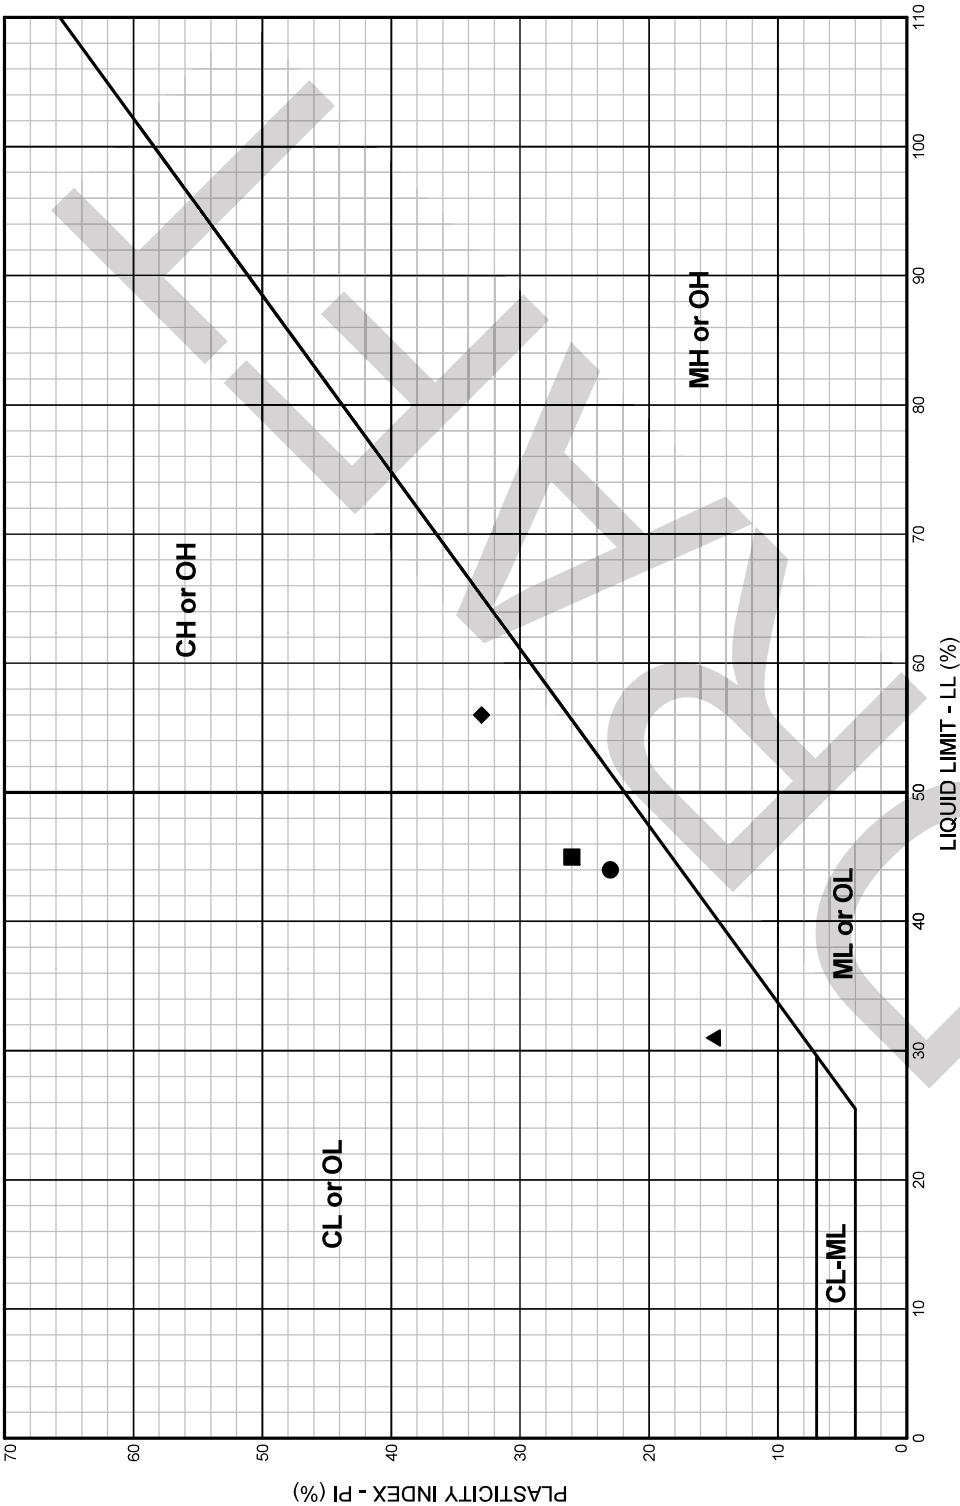 PLASTICITY INDEX - PI (%)
70
60
50
40
30
20
10
0
CH or OH
CL or OL
MH or OH
ML or OL
CL-ML
0
10
20
30
40
50
60
70
80
90
100
110
LIQUID LIMIT - LL (%)
DRAFT